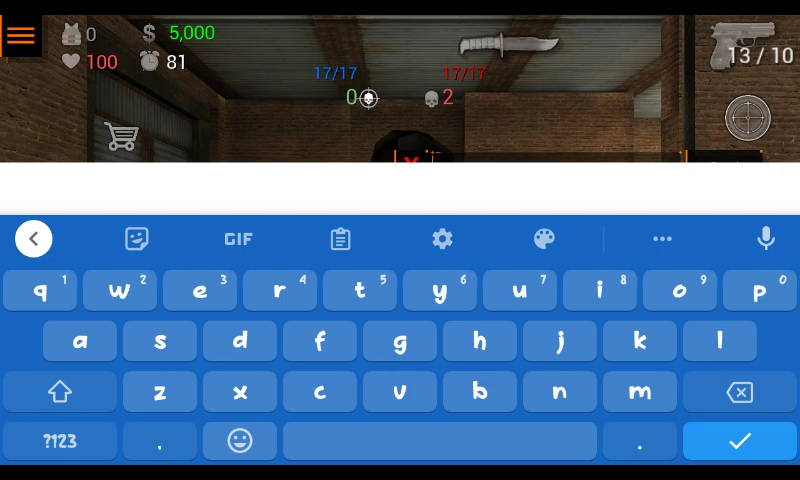 0 $ 5,000
100 81
17/17 17/17
0 2
13 / 10
GIF
q 1 w 2 e 3 r 4 t 5 y 6 u 7 i 8 o 9 p 0
a s d f g h j k l
z x c v b n m
?123 , .